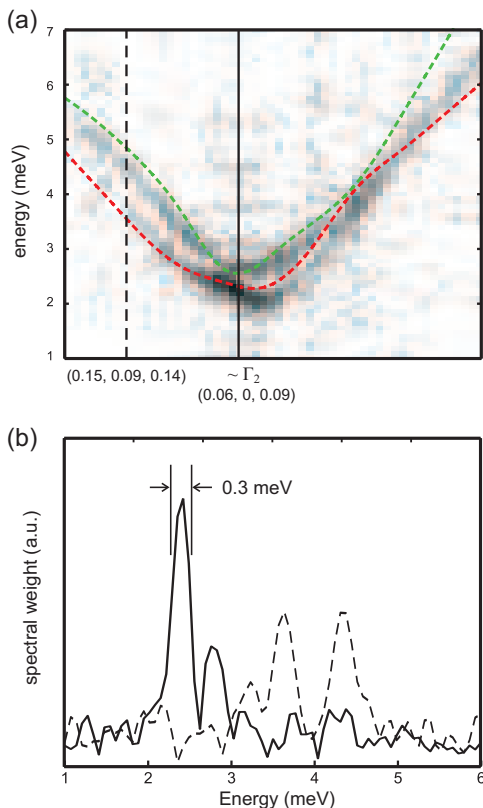 (a)
7
6
5
4
3
2
1
energy (meV)
(0.15, 0.09, 0.14)
~ Γ2
(0.06, 0, 0.09)
(b)
0.3 meV
spectral weight (a.u.)
1 2 3 4 5 6
Energy (meV)